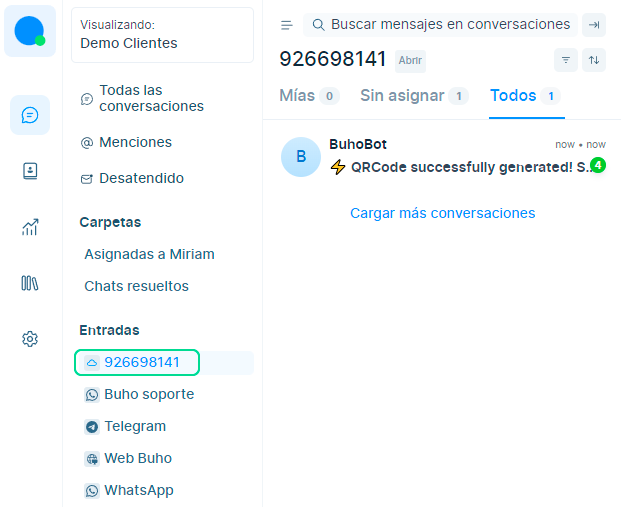 Visualizando:
Demo Clientes
Todas las
conversaciones
Menciones
Desatendido
Carpetas
Asignadas a Miriam
Chats resueltos
Entradas
926698141
Buho soporte
Telegram
Web Buho
WhatsApp
Buscar mensajes en conversaciones
926698141 Abrir
Mías 0 Sin asignar 1 Todos 1
B
BuhoBot now • now
⚡ QRCode successfully generated! S... 4
Cargar más conversaciones